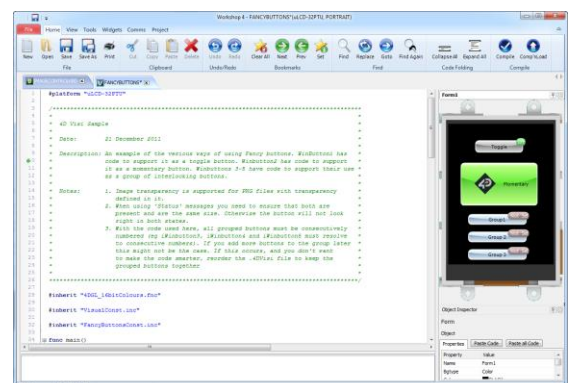 Workshop 4 - FANCYBUTTONS*(uLCD-32PTU, PORTRAIT)
File Home View Tools Widgets Comms Project
New Open Save Save As Print Cut Copy Paste Delete Undo Redo Clear All Next Prev Set Find Replace Goto Find Again Collapse All Expand All Compile Comp'nLoad
File Clipboard Undo/Redo Bookmarks Find Code Folding Compile
FANCYBUTTONS*
#platform "uLCD-32PTU"
4D Visi Sample
Date: 21 December 2011
Description: An example of the various ways of using Fancy buttons. Winbutton1 has
code to support it as a toggle button. Winbutton2 has code to support
it as a momentary button. Winbuttons 3-5 have code to support their use
as a group of interlocking buttons.
Notes: 1. Image transparency is supported for PNG files with transparency
defined in it.
2. When using 'Status' messages you need to ensure that both are
present and are the same size. Otherwise the button will not look
right in both states.
3. With the code used here, all grouped buttons must be consecutively
numbered (eg iWinbutton3, iWinbutton4 and iWinbutton5 must resolve
to consecutive numbers). If you add more buttons to the group later
this might not be the case. If this occurs, and you don't want
to make the code smarter, reorder the .4DVisi file to keep the
grouped buttons together
#inherit "4DGL_16bitColours.fnc"
#inherit "VisualConst.inc"
#inherit "FancyButtonsConst.inc"
func main()
Form1
Toggle
4D Momentary
Group1
Group 2
Group 3
Object Inspector
Form
Object
Properties Paste Code Paste all Code
Property Value
Name Form1
Bgtype Color